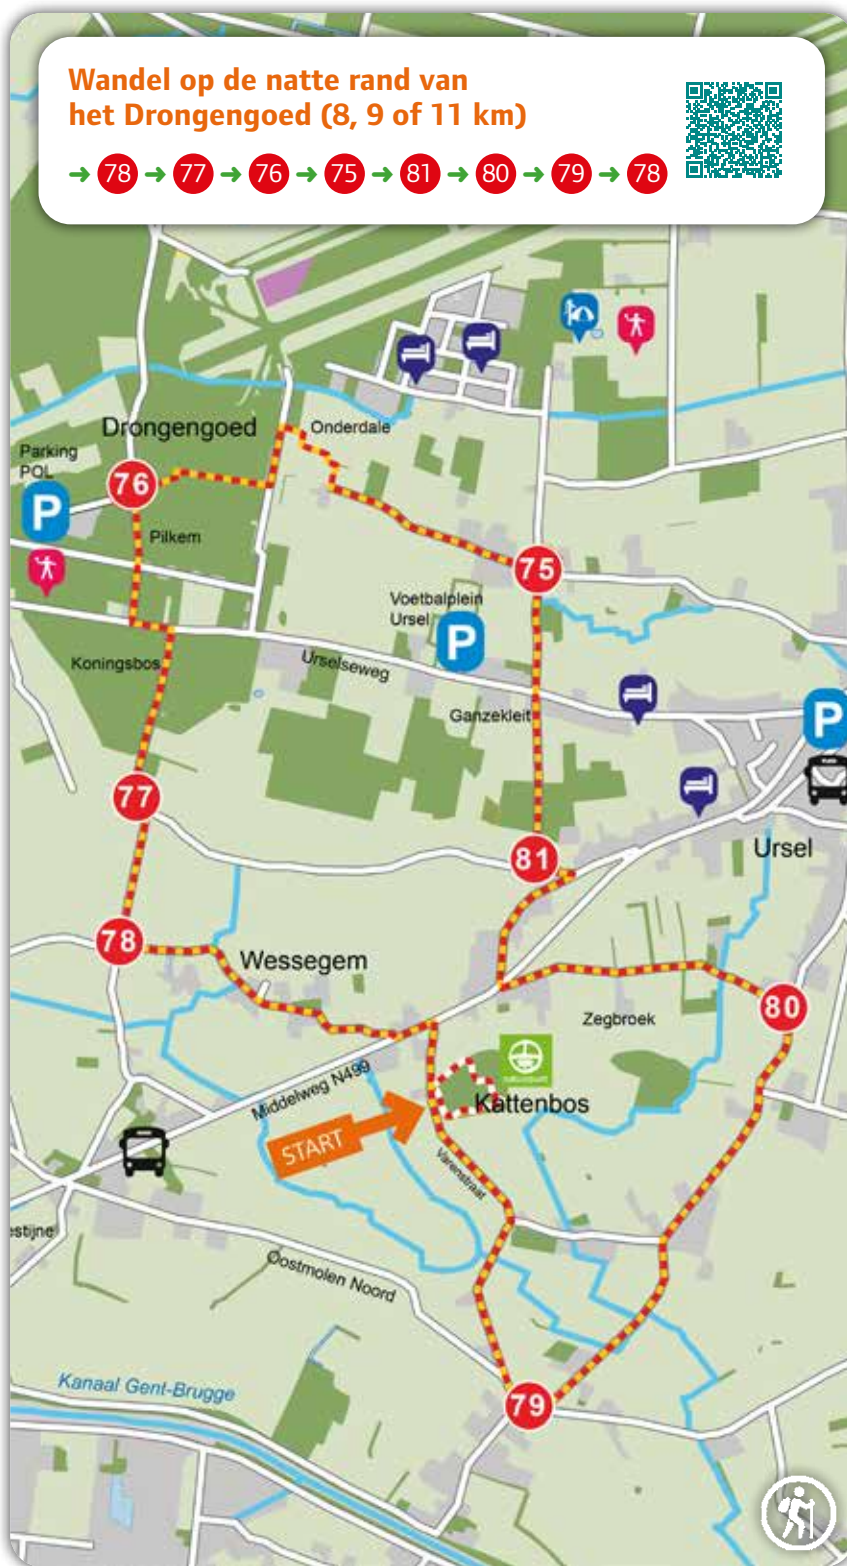 Wandel op de natte rand van
het Drongengoed (8, 9 of 11 km)
→ 78 → 77 → 76 → 75 → 81 → 80 → 79 → 78
Drongengoed
Onderdale
Parking
POL
P
76
Pilkem
75
Voetbalplein
Ursel
P
Koningsbos
Urselseweg
Ganzekleit
P
77
81
Ursel
78
Wessegem
80
Zegbroek
Middelweg N499
Kattenbos
START
Varenstraat
estijne
Oostmolen Noord
Kanaal Gent-Brugge
79